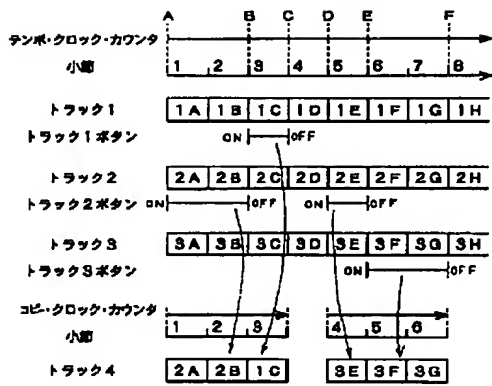 A B C D E F
テンポ・クロック・カウンタ
小節 1 2 3 4 5 6 7 8
トラック1 1A 1B 1C 1D 1E 1F 1G 1H
トラック1ボタン ON OFF
トラック2 2A 2B 2C 2D 2E 2F 2G 2H
トラック2ボタン ON OFF ON OFF
トラック3 3A 3B 3C 3D 3E 3F 3G 3H
トラック3ボタン ON OFF
コピー・クロック・カウンタ
小節 1 2 3 4 5 6
トラック4 2A 2B 1C 3E 3F 3G